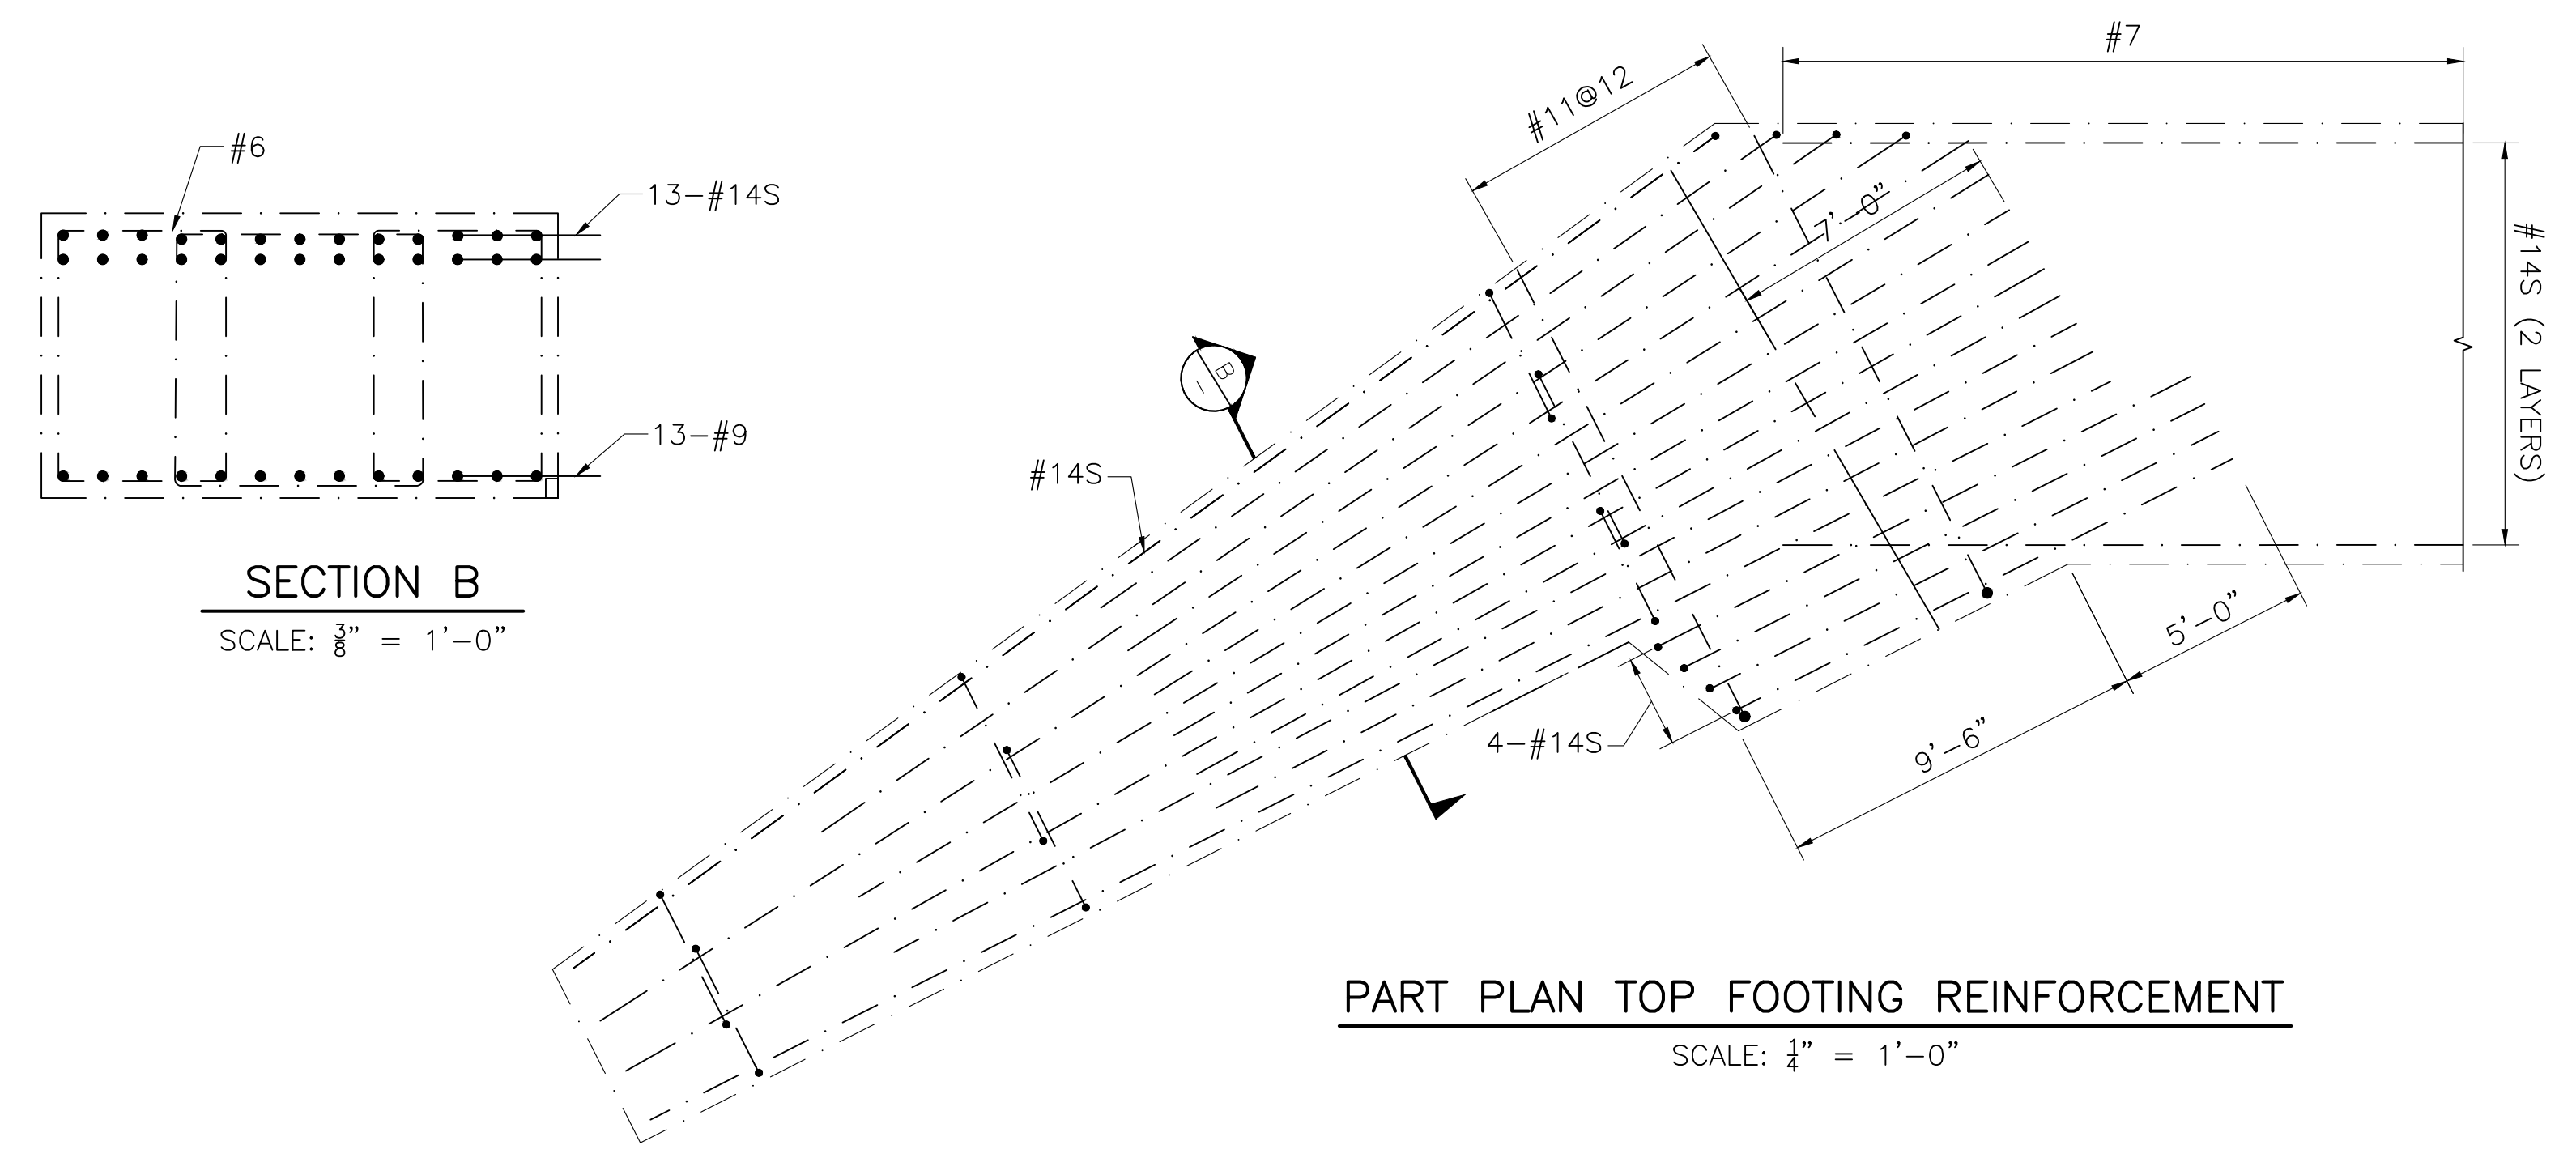 #6
13-#14S
13-#9
SECTION B
SCALE: 3/8" = 1'-0"
#7
#11@12
7'-0"
#14S (2 LAYERS)
B
-
#14S
4-#14S
5'-0"
9'-6"
PART PLAN TOP FOOTING REINFORCEMENT
SCALE: 1/4" = 1'-0"